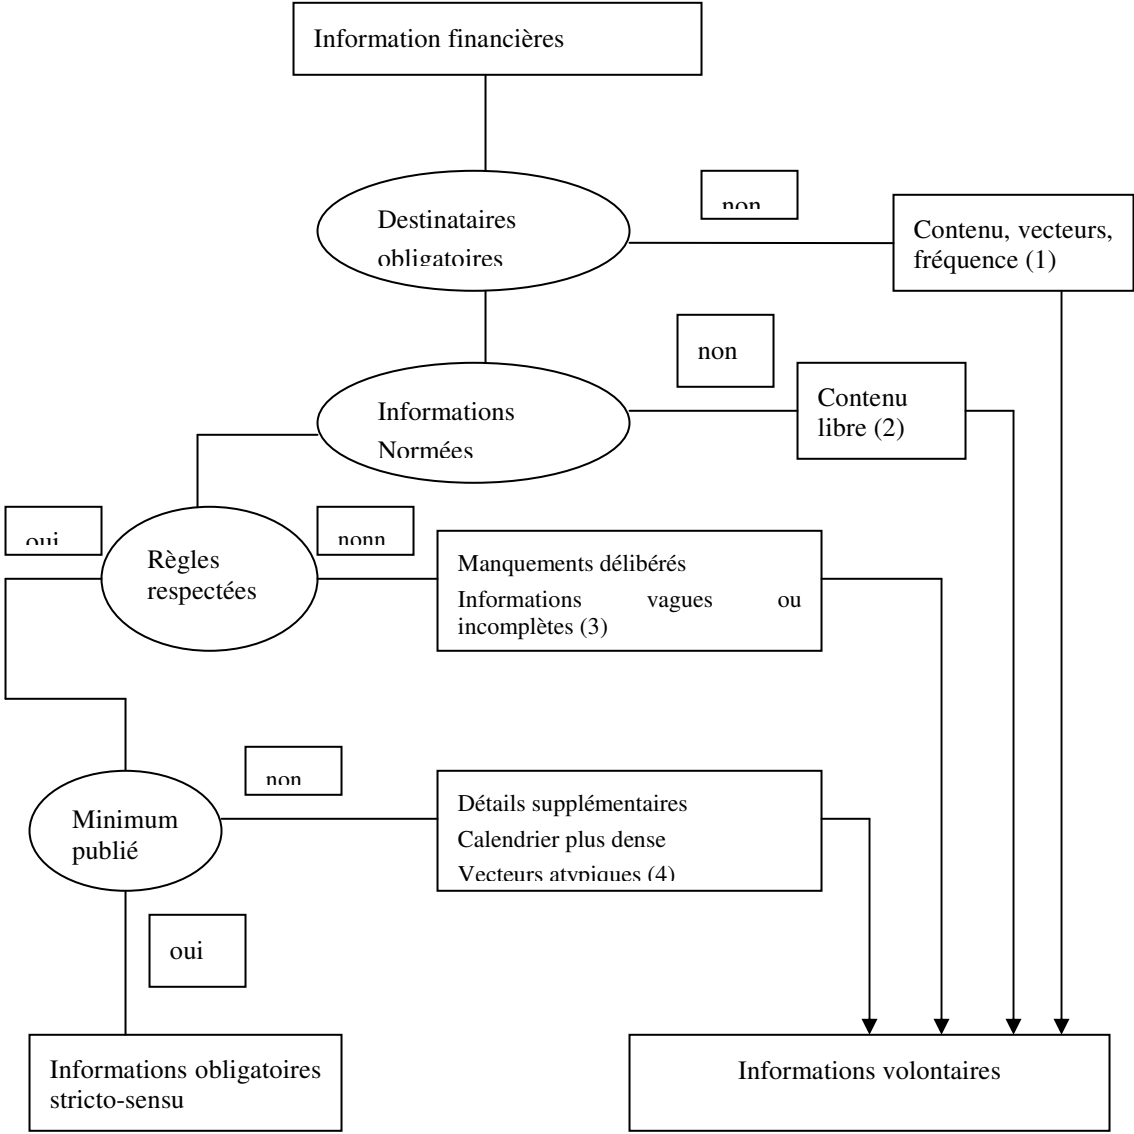 Information financières
non
Destinataires
obligatoires
Contenu, vecteurs,
fréquence (1)
non
Informations
Normées
Contenu
libre (2)
oui
nonn
Règles
respectées
Manquements délibérés
Informations vagues ou
incomplètes (3)
non
Minimum
publié
Détails supplémentaires
Calendrier plus dense
Vecteurs atypiques (4)
oui
Informations obligatoires
stricto-sensu
Informations volontaires